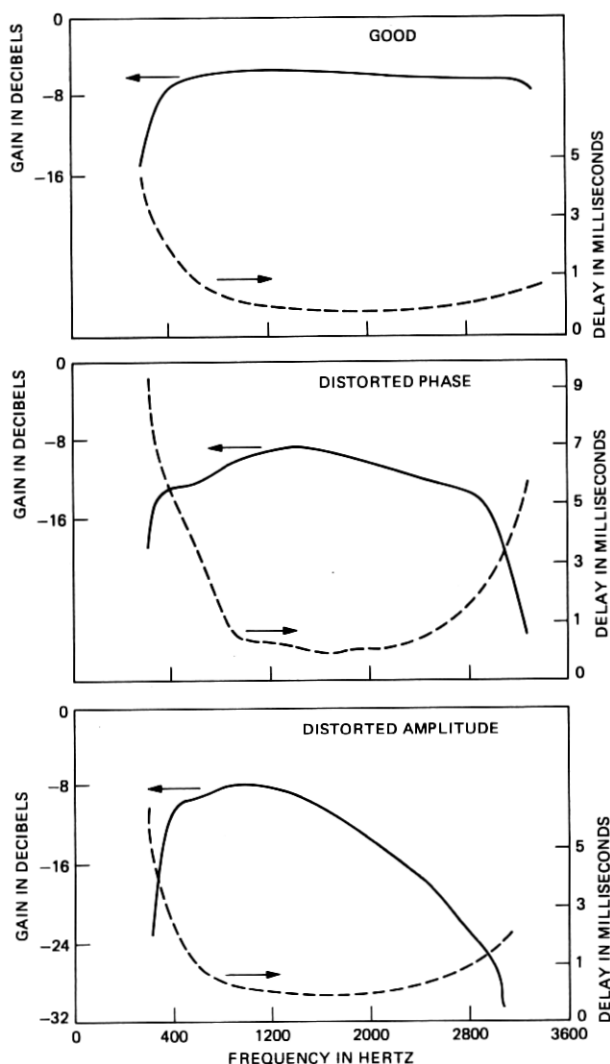 GOOD
GAIN IN DECIBELS
0
−8
−16
5
3
1
0
DELAY IN MILLISECONDS
DISTORTED PHASE
GAIN IN DECIBELS
0
−8
−16
9
7
5
3
1
0
DELAY IN MILLISECONDS
DISTORTED AMPLITUDE
GAIN IN DECIBELS
0
−8
−16
−24
−32
5
3
1
0
DELAY IN MILLISECONDS
0 400 1200 2000 2800 3600
FREQUENCY IN HERTZ